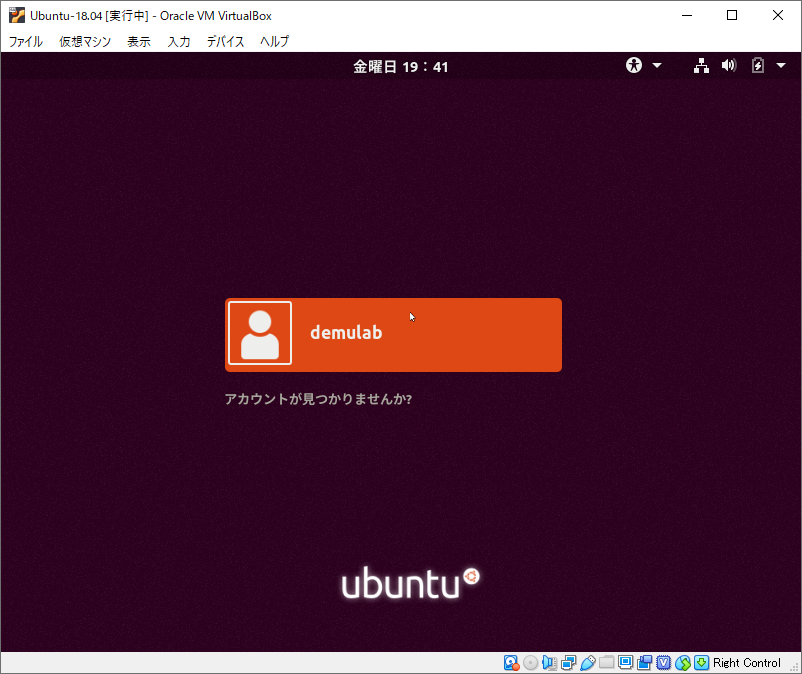 Ubuntu-18.04 [実行中] - Oracle VM VirtualBox
ファイル 仮想マシン 表示 入力 デバイス ヘルプ
金曜日 19：41
demulab
アカウントが見つかりませんか?
ubuntu
Right Control